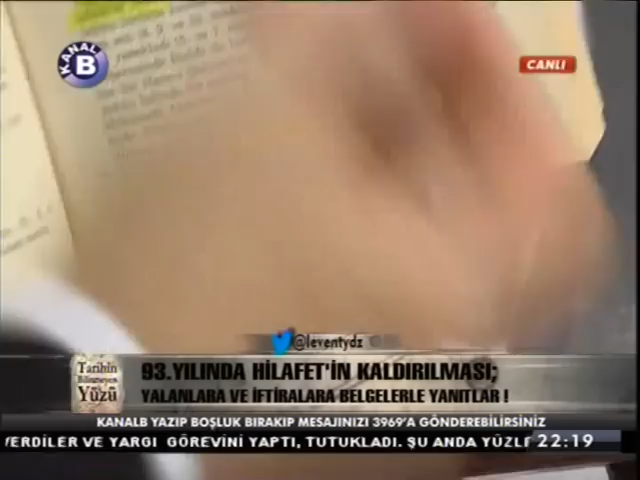 KANAL
B
CANLI
@leventydz
Tarihin
Bilinmeyen
Yüzü
93.YILINDA HİLAFET'İN KALDIRILMASI;
YALANLARA VE İFTİRALARA BELGELERLE YANITLAR !
KANALB YAZIP BOŞLUK BIRAKIP MESAJINIZI 3969'A GÖNDEREBİLİRSİNİZ
VERDİLER VE YARGI GÖREVİNİ YAPTI, TUTUKLADI. ŞU ANDA YÜZLE
22:19